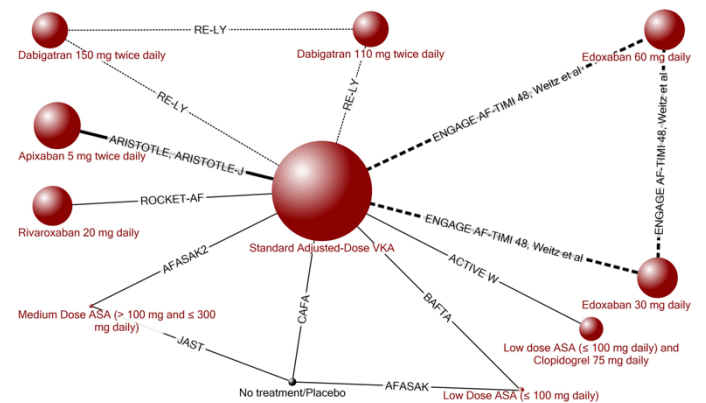 RE-LY
Dabigatran 150 mg twice daily
Dabigatran 110 mg twice daily
Edoxaban 60 mg daily
RE-LY
RE-LY
ENGAGE AF-TIMI 48, Weitz et al
ENGAGE AF-TIMI 48, Weitz et al
Apixaban 5 mg twice daily
ARISTOTLE, ARISTOTLE-J
ROCKET-AF
Rivaroxaban 20 mg daily
Standard Adjusted-Dose VKA
ENGAGE AF-TIMI 48, Weitz et al
AFASAK2
ACTIVE W
Edoxaban 30 mg daily
Medium Dose ASA (> 100 mg and ≤ 300
mg daily)
CAFA
BAFTA
JAST
Low dose ASA (≤ 100 mg daily) and
Clopidogrel 75 mg daily
No treatment/Placebo
AFASAK
Low Dose ASA (≤ 100 mg daily)